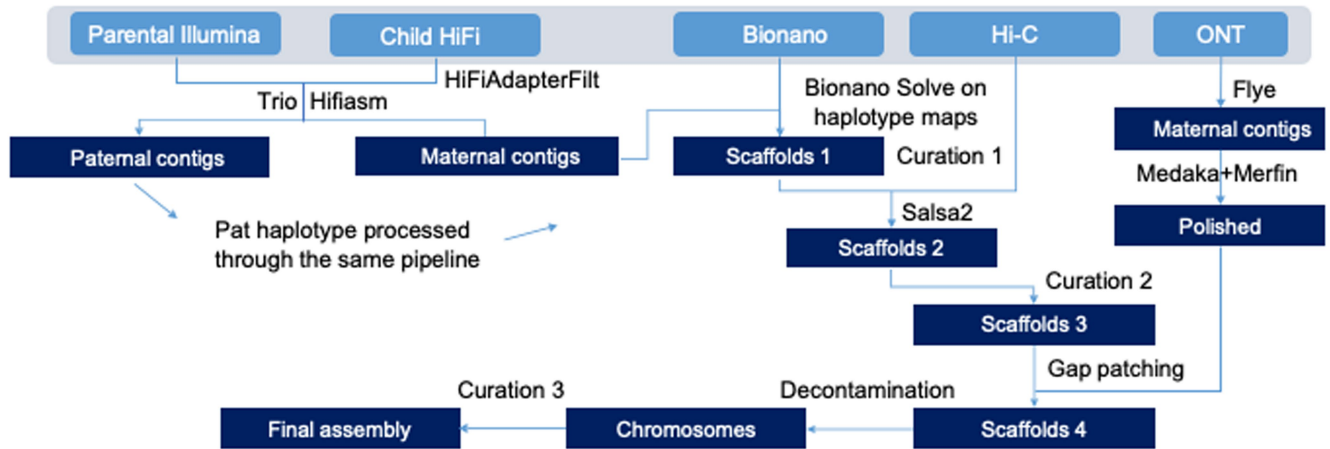 Parental Illumina
Child HiFi
Bionano
Hi-C
ONT
HiFiAdapterFilt
Trio
Hifiasm
Bionano Solve on
haplotype maps
Flye
Maternal contigs
Paternal contigs
Maternal contigs
Scaffolds 1
Curation 1
Medaka+Merfin
Salsa2
Polished
Pat haplotype processed
through the same pipeline
Scaffolds 2
Curation 2
Scaffolds 3
Gap patching
Curation 3
Decontamination
Final assembly
Chromosomes
Scaffolds 4